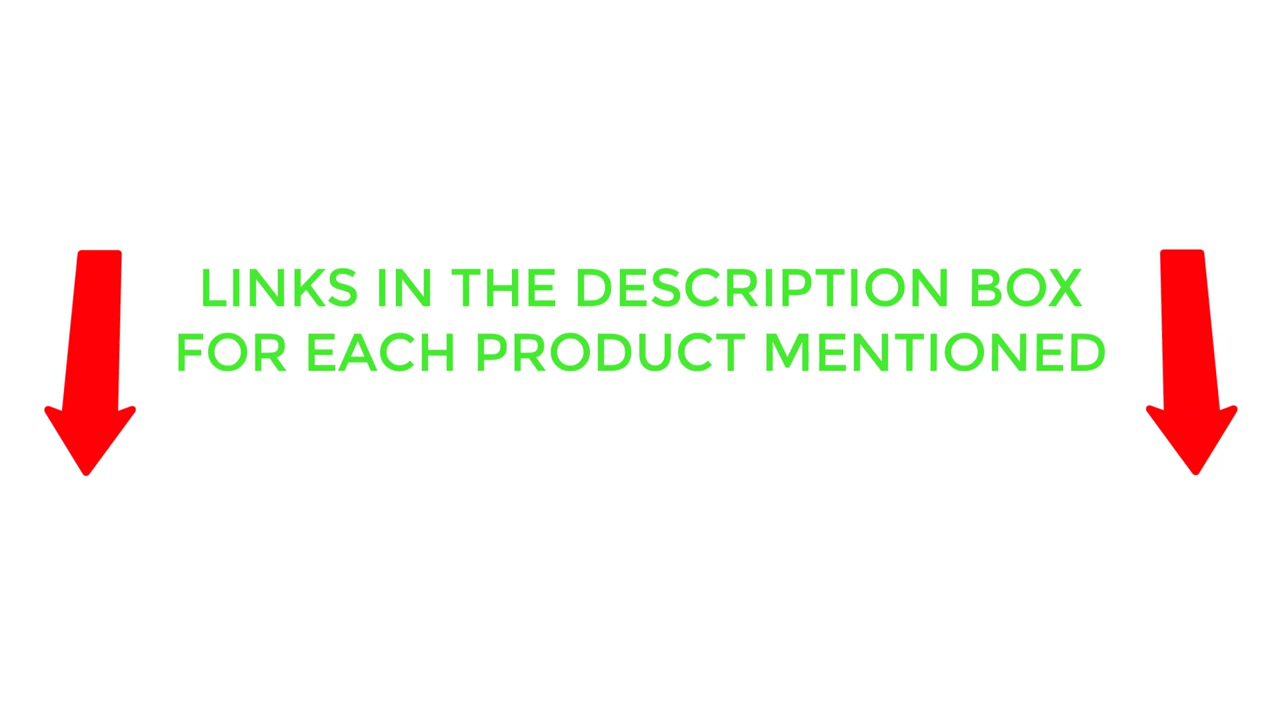 LINKS IN THE DESCRIPTION BOX
FOR EACH PRODUCT MENTIONED